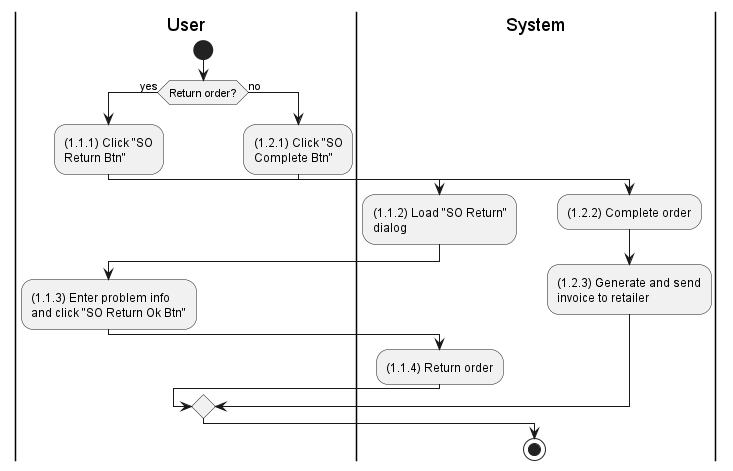 User
System
Return order?
yes
no
(1.1.1) Click "SO
Return Btn"
(1.2.1) Click "SO
Complete Btn"
(1.1.2) Load "SO Return"
dialog
(1.2.2) Complete order
(1.1.3) Enter problem info
and click "SO Return Ok Btn"
(1.2.3) Generate and send
invoice to retailer
(1.1.4) Return order